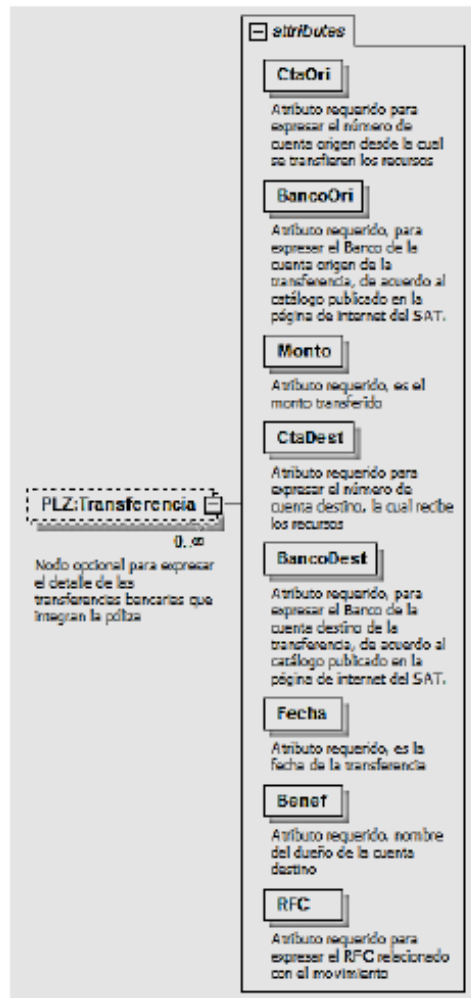 attributes
CtaOri
Atributo requerido para
expresar el número de
cuenta origen desde la cual
se transfieren los recursos
BancoOri
Atributo requerido, para
expresar el Banco de la
cuenta origen de la
transferencia, de acuerdo al
catálogo publicado en la
página de internet del SAT.
Monto
Atributo requerido, es el
monto transferido
CtaDest
Atributo requerido para
expresar el número de
cuenta destino, la cual recibe
los recursos
PLZ:Transferencia
0..∞
Nodo opcional para expresar
el detalle de las
transferencias bancarias que
integran la póliza
BancoDest
Atributo requerido, para
expresar el Banco de la
cuenta destino de la
transferencia, de acuerdo al
catálogo publicado en la
página de internet del SAT.
Fecha
Atributo requerido, es la
fecha de la transferencia
Benef
Atributo requerido, nombre
del dueño de la cuenta
destino
RFC
Atributo requerido para
expresar el RFC relacionado
con el movimiento